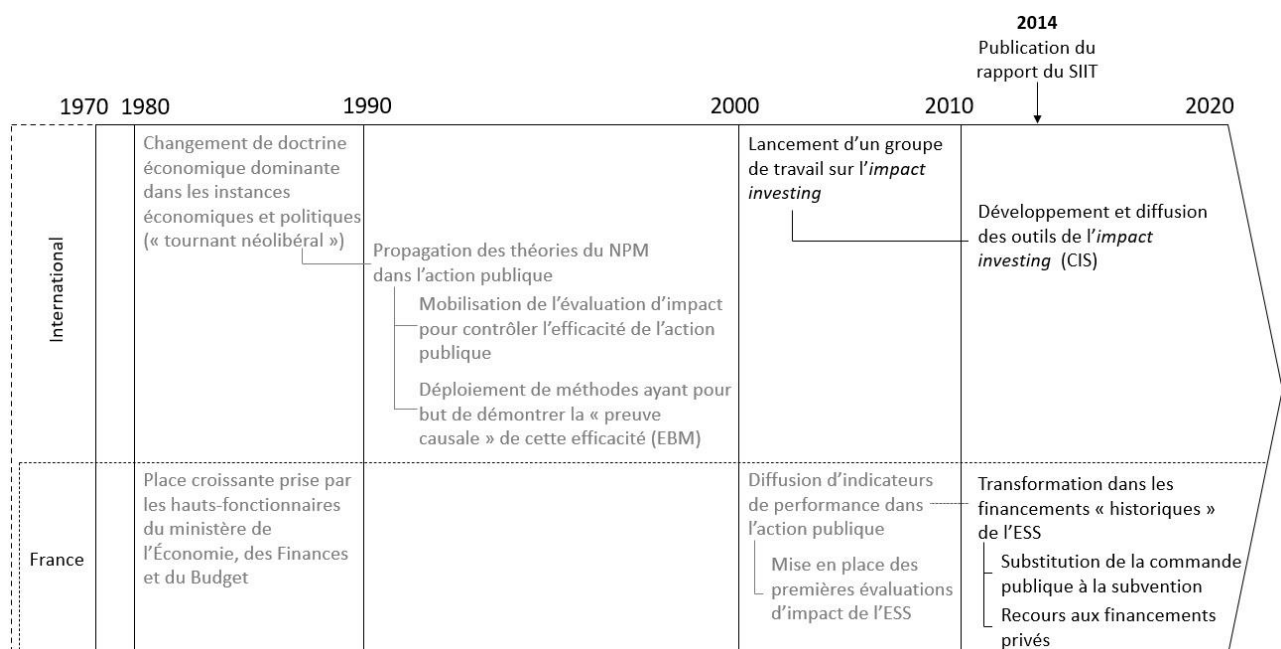 2014
Publication du
rapport du SIIT
1970 1980 1990 2000 2010 2020
International
Changement de doctrine
économique dominante
dans les instances
économiques et politiques
(« tournant néolibéral »)
Propagation des théories du NPM
dans l’action publique
Mobilisation de l’évaluation d’impact
pour contrôler l’efficacité de l’action
publique
Déploiement de méthodes ayant pour
but de démontrer la « preuve
causale » de cette efficacité (EBM)
Lancement d’un groupe
de travail sur l’impact
investing
Développement et diffusion
des outils de l’impact
investing (CIS)
France
Place croissante prise par
les hauts-fonctionnaires
du ministère de
l’Économie, des Finances
et du Budget
Diffusion d’indicateurs
de performance dans
l’action publique
Mise en place des
premières évaluations
d’impact de l’ESS
Transformation dans les
financements « historiques »
de l’ESS
Substitution de la commande
publique à la subvention
Recours aux financements
privés